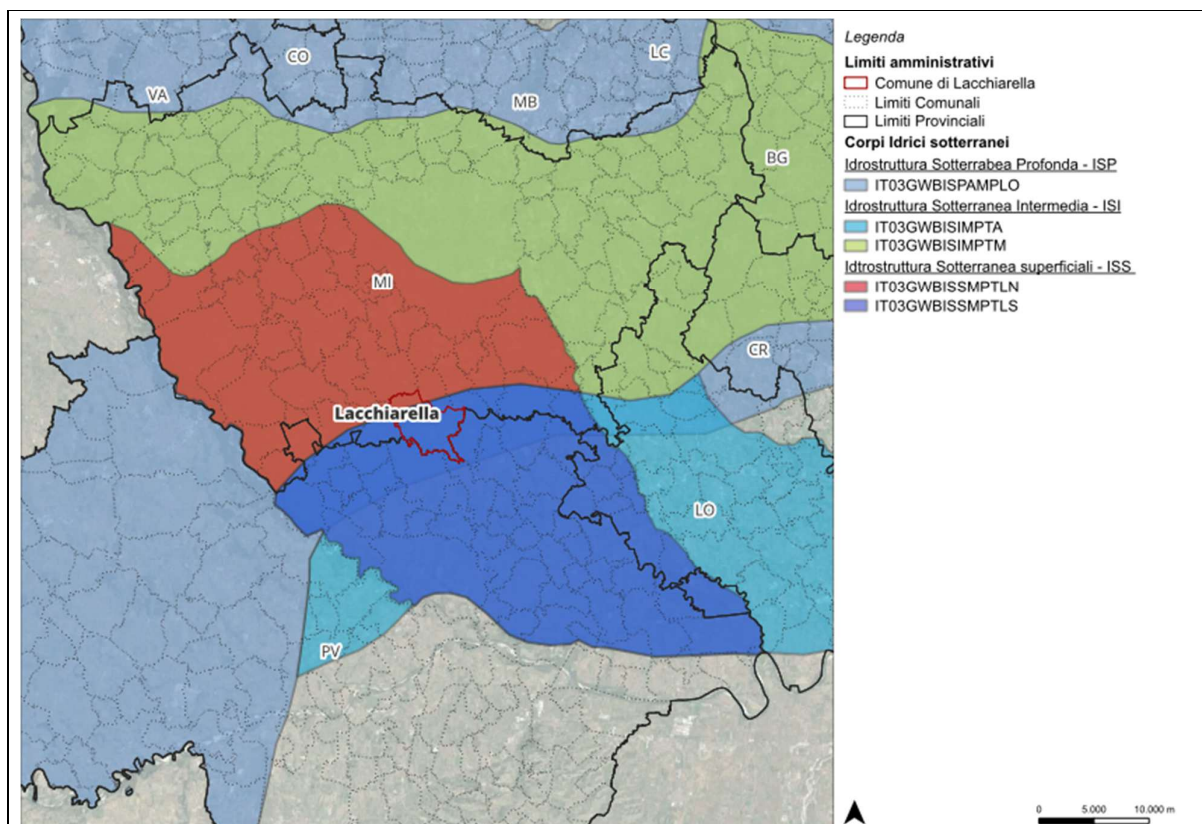 CO
LC
VA
MB
BG
MI
CR
Lacchiarella
LO
PV
Legenda
Limiti amministrativi
Comune di Lacchiarella
Limiti Comunali
Limiti Provinciali
Corpi Idrici sotterranei
Idrostruttura Sotterrabea Profonda - ISP
IT03GWBISPAMPLO
Idrostruttura Sotterranea Intermedia - ISI
IT03GWBISIMPTA
IT03GWBISIMPTM
Idtrostruttura Sotterranea superficiali - ISS
IT03GWBISSMPTLN
IT03GWBISSMPTLS
0 5.000 10.000 m